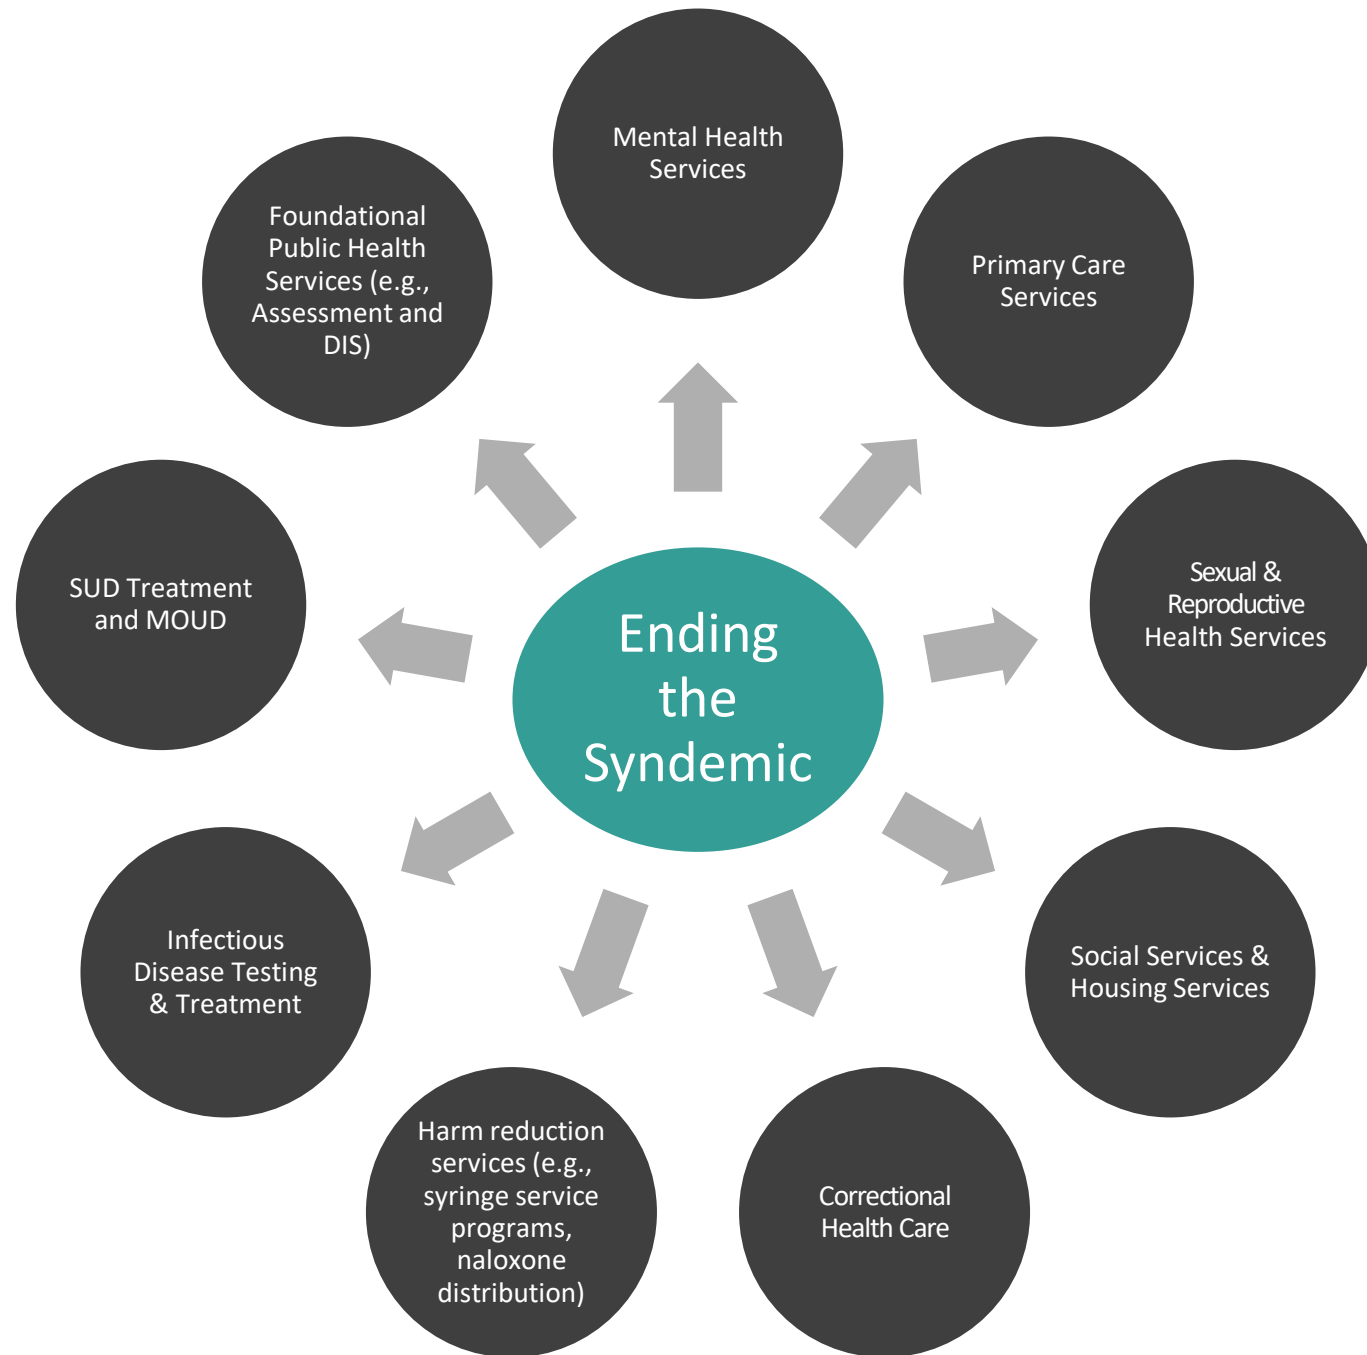 Mental Health
Services
Primary Care
Services
Sexual &
Reproductive
Health Services
Social Services &
Housing Services
Correctional
Health Care
Harm reduction
services (e.g.,
syringe service
programs,
naloxone
distribution)
Infectious
Disease Testing
& Treatment
SUD Treatment
and MOUD
Foundational
Public Health
Services (e.g.,
Assessment and
DIS)
Ending
the
Syndemic